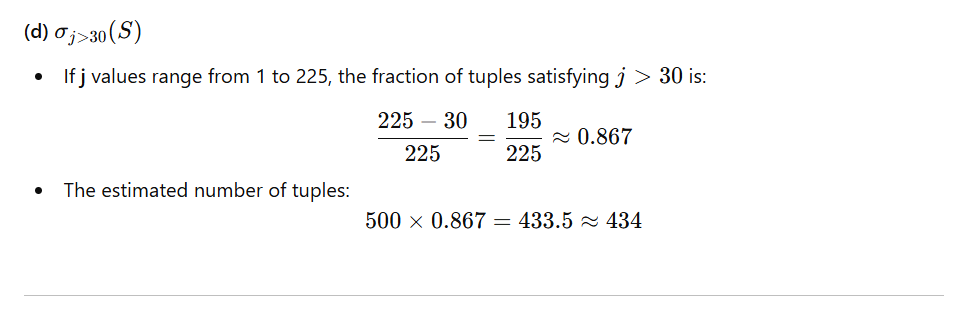 (d) σj>30(S)
• If j values range from 1 to 225, the fraction of tuples satisfying j > 30 is:
225 − 30 / 225 = 195 / 225 ≈ 0.867
• The estimated number of tuples:
500 × 0.867 = 433.5 ≈ 434